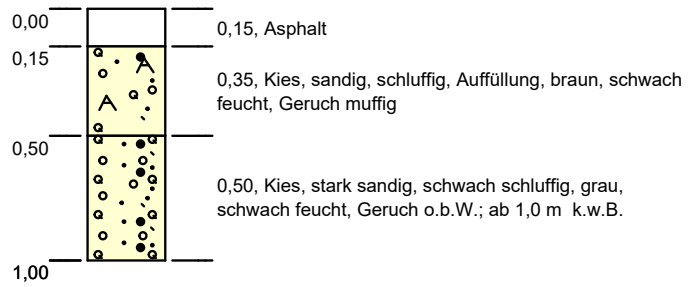 0,00
0,15, Asphalt
0,15
A
0,35, Kies, sandig, schluffig, Auffüllung, braun, schwach
feucht, Geruch muffig
A
0,50
0,50, Kies, stark sandig, schwach schluffig, grau,
schwach feucht, Geruch o.b.W.; ab 1,0 m k.w.B.
1,00